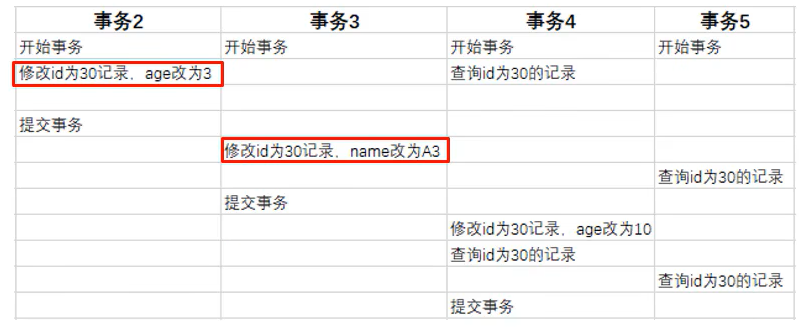 事务2 事务3 事务4 事务5
开始事务 开始事务 开始事务 开始事务
修改id为30记录，age改为3 查询id为30的记录
提交事务
修改id为30记录，name改为A3
查询id为30的记录
提交事务
修改id为30记录，age改为10
查询id为30的记录
查询id为30的记录
提交事务